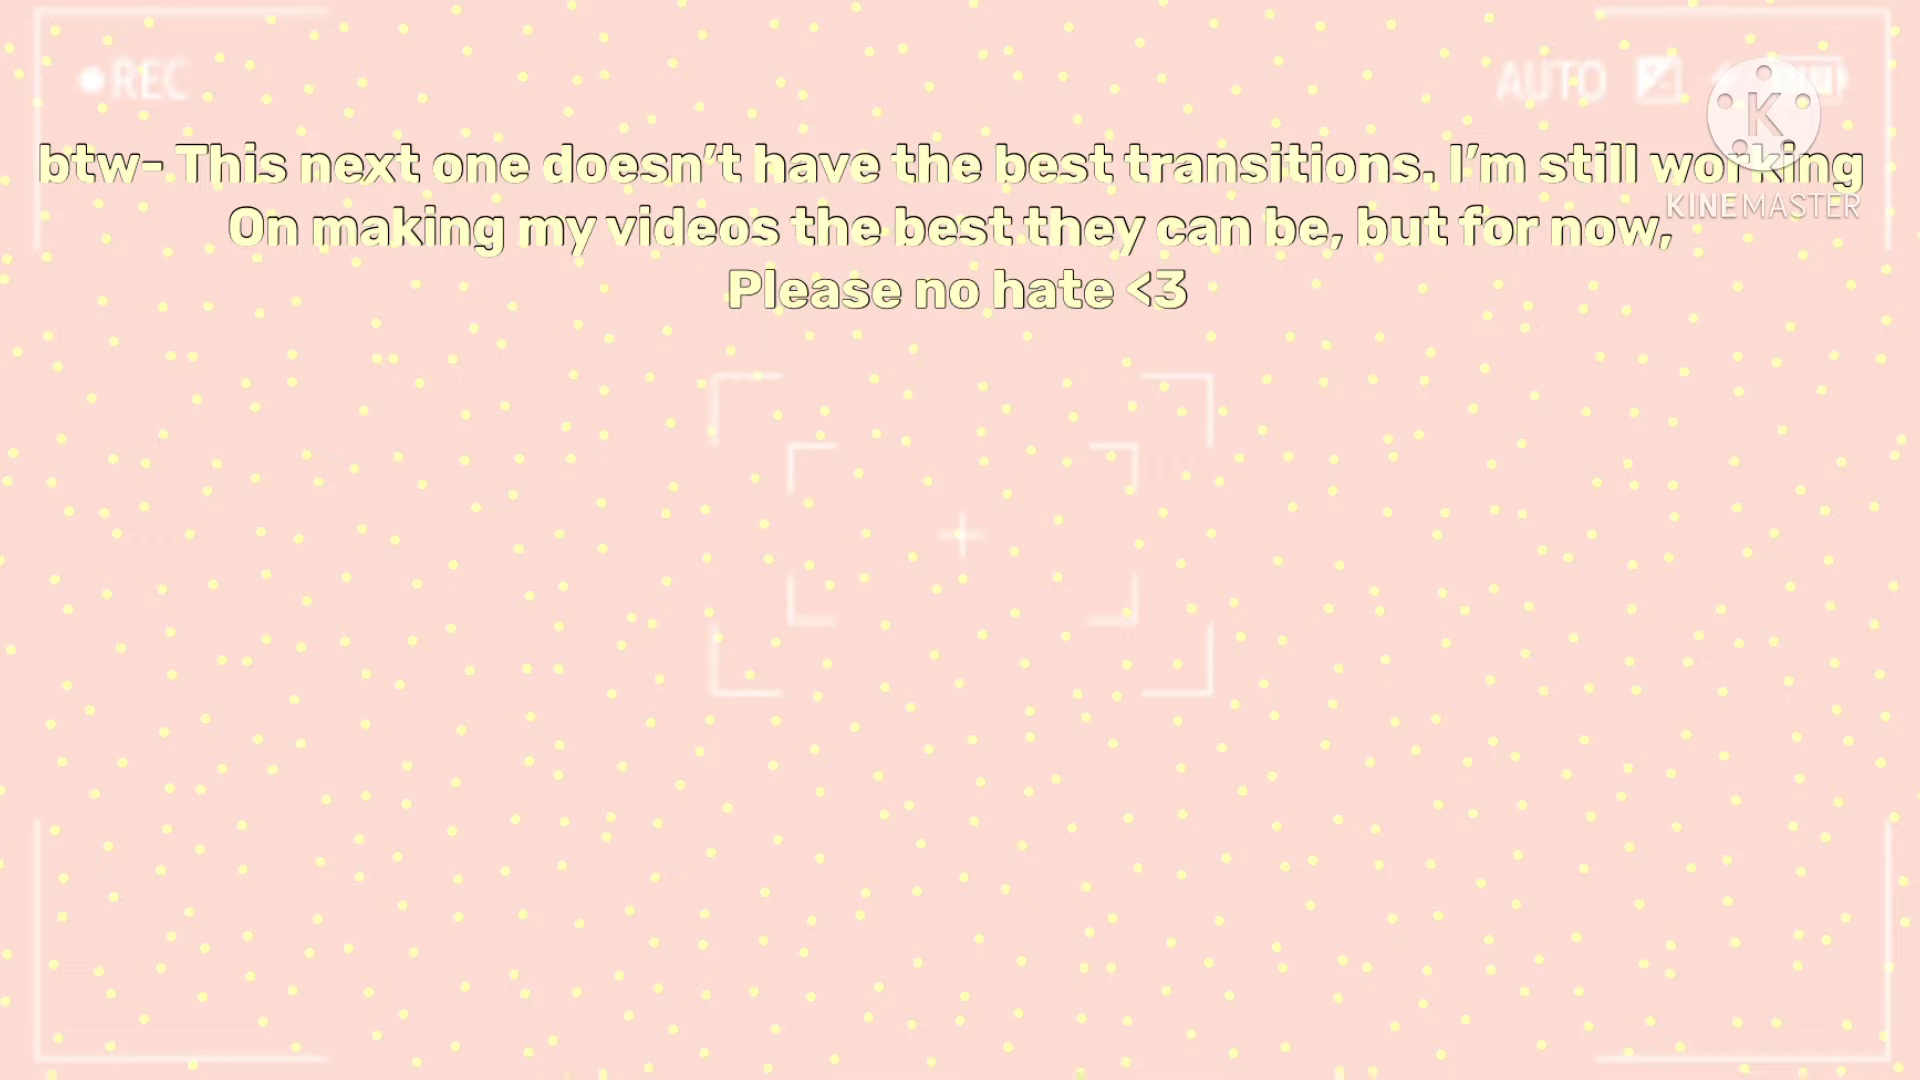 REC
AUTO
K
btw- This next one doesn't have the best transitions. I'm still working
KINEMASTER
On making my videos the best they can be, but for now,
Please no hate <3